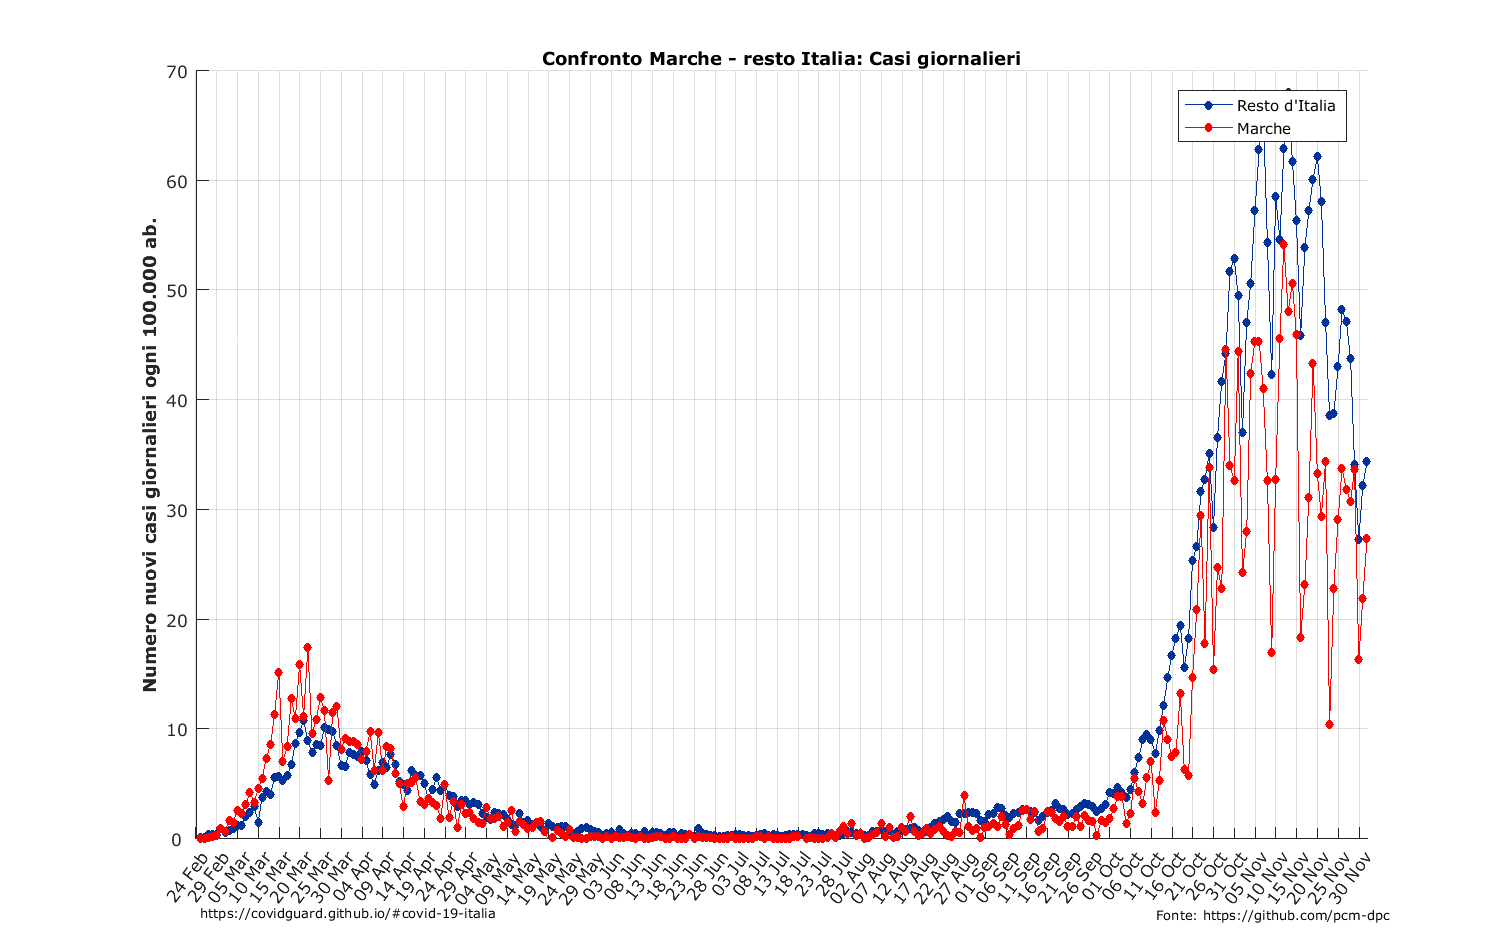 Confronto Marche - resto Italia: Casi giornalieri
Resto d'Italia
Marche
Numero nuovi casi giornalieri ogni 100.000 ab.
70
60
50
40
30
20
10
0
24 Feb
29 Feb
05 Mar
10 Mar
15 Mar
20 Mar
25 Mar
30 Mar
04 Apr
09 Apr
14 Apr
19 Apr
24 Apr
29 Apr
04 May
09 May
14 May
19 May
24 May
29 May
03 Jun
08 Jun
13 Jun
18 Jun
23 Jun
28 Jun
03 Jul
08 Jul
13 Jul
18 Jul
23 Jul
28 Jul
02 Aug
07 Aug
12 Aug
17 Aug
22 Aug
27 Aug
01 Sep
06 Sep
11 Sep
16 Sep
21 Sep
26 Sep
01 Oct
06 Oct
11 Oct
16 Oct
21 Oct
26 Oct
31 Oct
05 Nov
10 Nov
15 Nov
20 Nov
25 Nov
30 Nov
https://covidguard.github.io/#covid-19-italia
Fonte: https://github.com/pcm-dpc